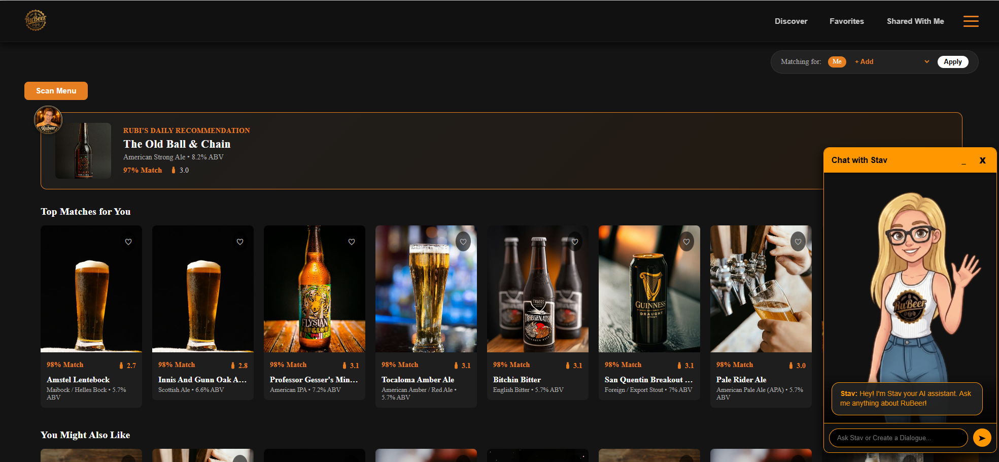 RuBeer
Discover
Favorites
Shared With Me
Matching for:
Me
+ Add
Apply
Scan Menu
Rubeer
RUBI'S DAILY RECOMMENDATION
The Old Ball & Chain
American Strong Ale • 8.2% ABV
97% Match
3.0
Chat with Stav
_
X
Top Matches for You
ELYSIAN
DAYGLOW
IPA
TRÖEGS
TROEGENATOR
DOUBLEBOCK BEER
GUINNESS
DRAUGHT
STOUT
RuBeer
98% Match
2.7
Amstel Lentebock
Maibock / Helles Bock • 5.7%
ABV
98% Match
2.8
Innis And Gunn Oak A...
Scottish Ale • 6.6% ABV
98% Match
3.1
Professor Gesser's Min...
American IPA • 7.2% ABV
98% Match
3.1
Tocaloma Amber Ale
American Amber / Red Ale •
5.7% ABV
98% Match
3.1
Bitchin Bitter
English Bitter • 5.7% ABV
98% Match
3.1
San Quentin Breakout ...
Foreign / Export Stout • 7% ABV
98% Match
3.0
Pale Rider Ale
American Pale Ale (APA) • 5.7%
ABV
Stav: Hey! I'm Stav your AI assistant. Ask
me anything about RuBeer!
Ask Stav or Create a Dialogue...
You Might Also Like